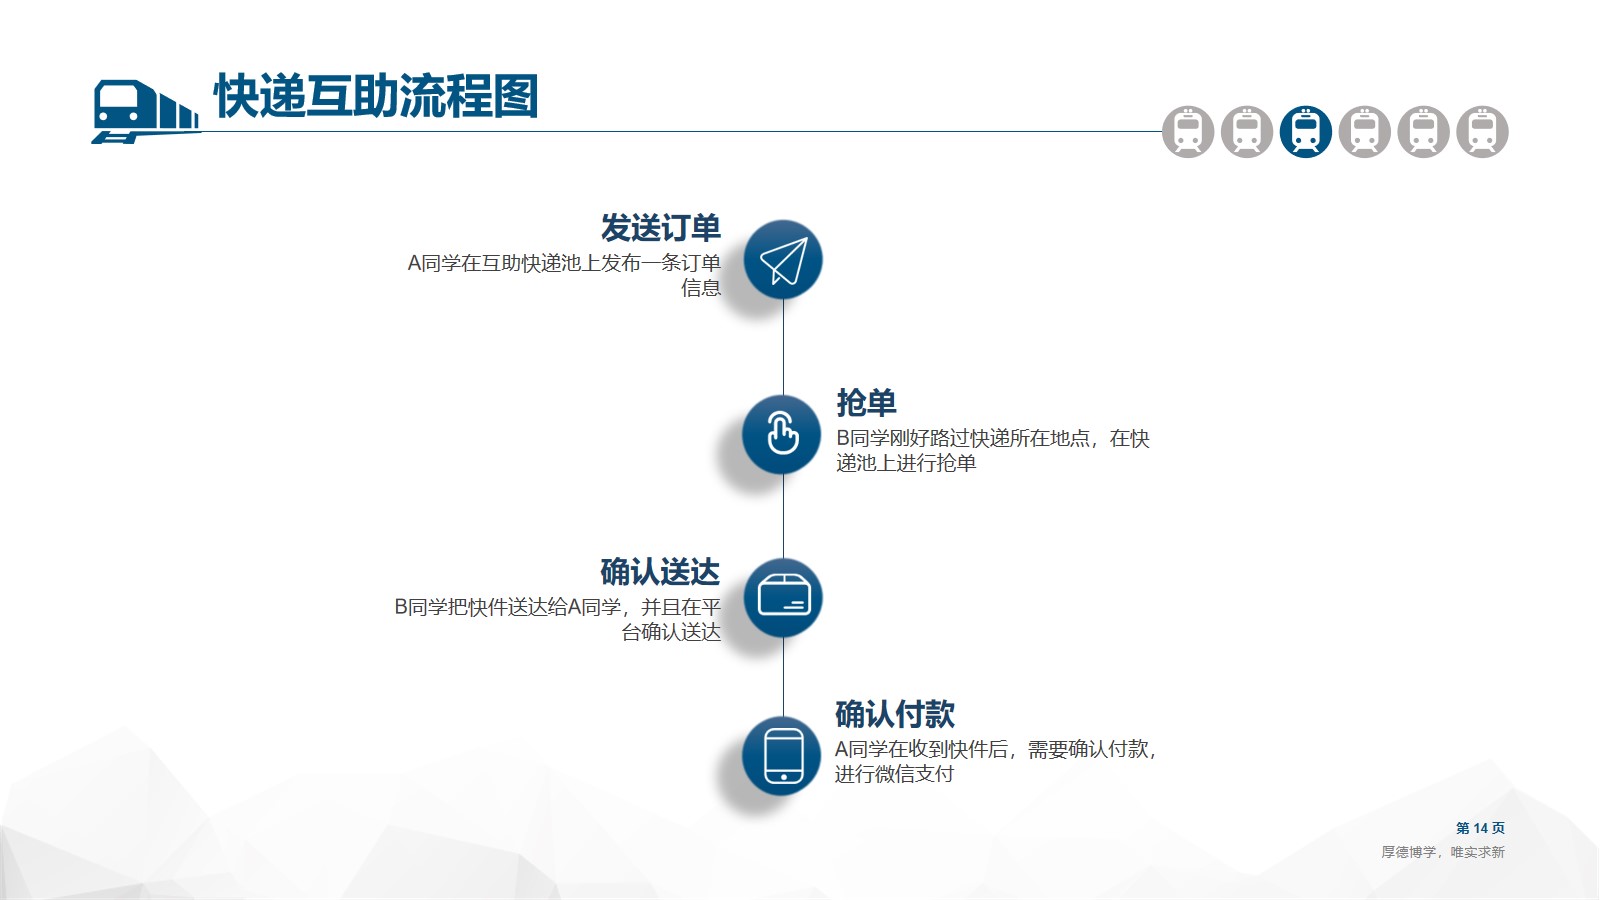 快递互助流程图
发送订单
A同学在互助快递池上发布一条订单
信息
抢单
B同学刚好路过快递所在地点，在快
递池上进行抢单
确认送达
B同学把快件送达给A同学，并且在平
台确认送达
确认付款
A同学在收到快件后，需要确认付款，
进行微信支付
第 14 页
厚德博学，唯实求新